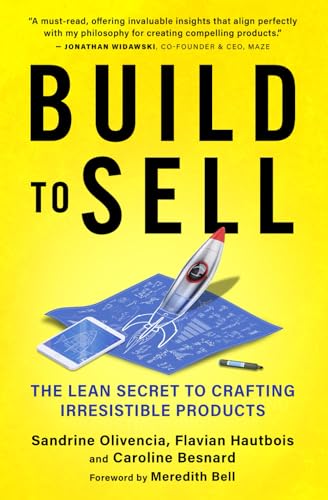 “A must-read, offering invaluable insights that align perfectly
with my philosophy for creating compelling products.”
— JONATHAN WIDAWSKI, CO-FOUNDER & CEO, MAZE
BUILD
TO SELL
THE LEAN SECRET TO CRAFTING
IRRESISTIBLE PRODUCTS
Sandrine Olivencia, Flavian Hautbois
and Caroline Besnard
Foreword by Meredith Bell